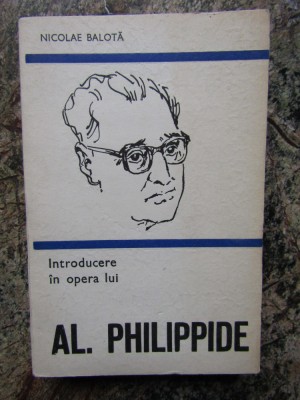 NICOLAE BALOTĂ
Introducere
în opera lui
AL. PHILIPPIDE